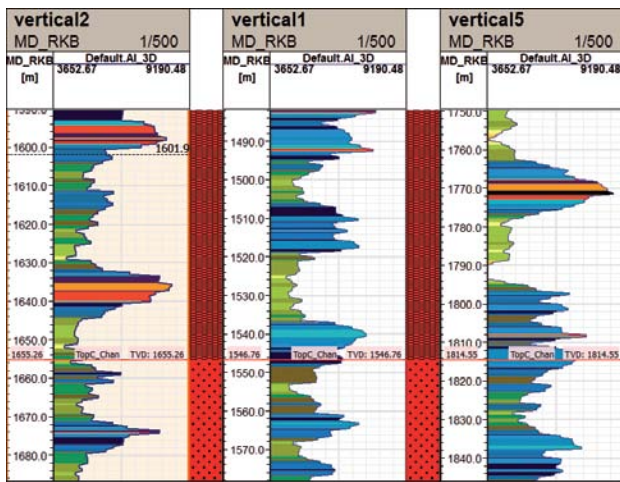 vertical2
MD_RKB 1/500
MD_RKB
[m]
Default.AI_3D
3652.67 9190.48
1600.0
1601.9
1610.0
1620.0
1630.0
1640.0
1650.0
1655.26 TopC_Chan TVD: 1655.26
1660.0
1670.0
1680.0
vertical1
MD_RKB 1/500
MD_RKB
[m]
Default.AI_3D
3652.67 9190.48
1490.0
1500.0
1510.0
1520.0
1530.0
1540.0
1546.76 TopC_Chan TVD: 1546.76
1550.0
1560.0
1570.0
vertical5
MD_RKB 1/500
MD_RKB
[m]
Default.AI_3D
3652.67 9190.48
1750.0
1760.0
1770.0
1780.0
1790.0
1800.0
1810.0
1814.55 TopC_Chan TVD: 1814.55
1820.0
1830.0
1840.0